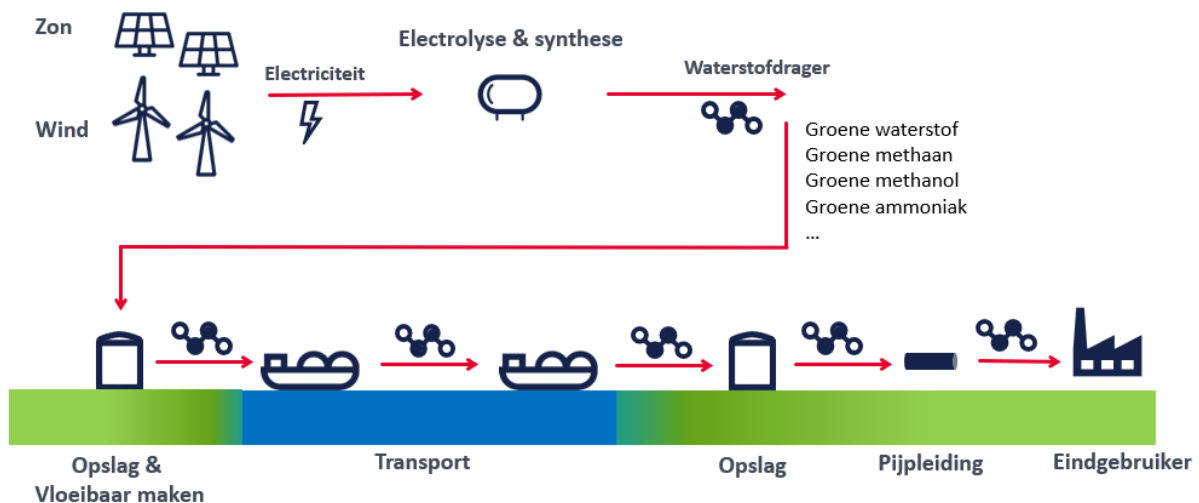 Zon
Electrolyse & synthese
Electriciteit
Waterstofdrager
Wind
Groene waterstof
Groene methaan
Groene methanol
Groene ammoniak
...
Opslag &
Vloeibaar maken
Transport
Opslag
Pijpleiding
Eindgebruiker